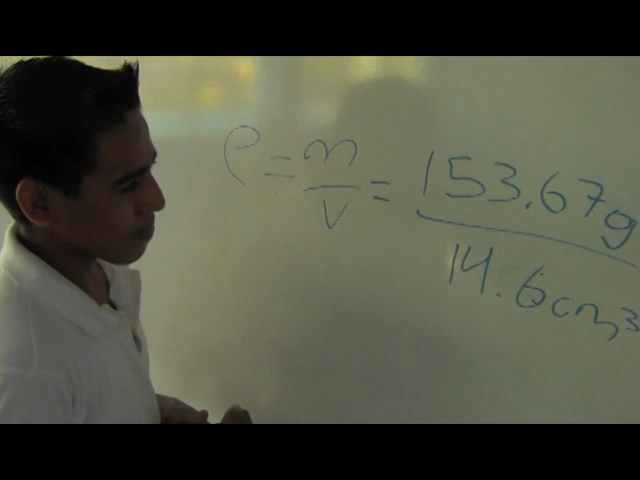 ρ = m/v = 153.67g/14.6cm³